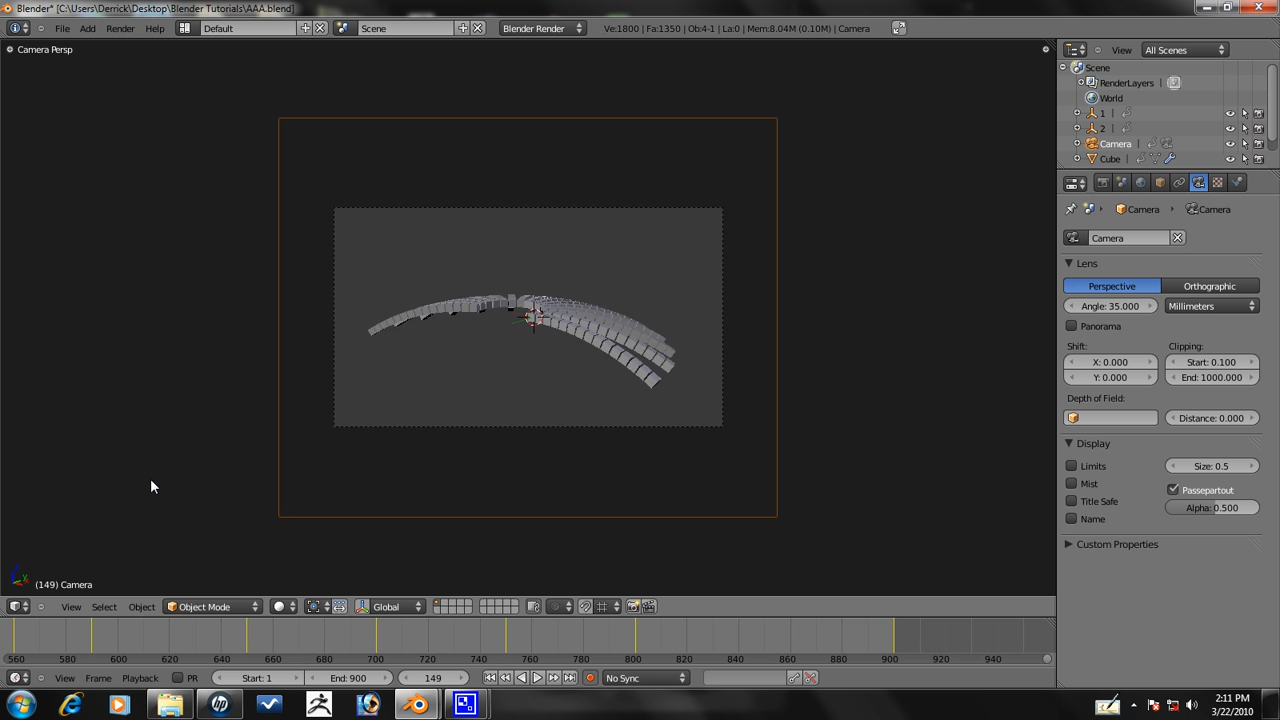 Blender* [C:\Users\Derrick\Desktop\Blender Tutorials\AAA.blend]
File Add Render Help Default Scene Blender Render Ve:1800 | Fa:1350 | Ob:4-1 | La:0 | Mem:8.04M (0.10M) | Camera
Camera Persp
View All Scenes
Scene
RenderLayers
World
1
2
Camera
Cube
Camera Camera
Camera
Lens
Perspective Orthographic
Angle: 35.000 Millimeters
Panorama
Shift: Clipping:
X: 0.000 Start: 0.100
Y: 0.000 End: 1000.000
Depth of Field:
Distance: 0.000
Display
Limits Size: 0.5
Mist Passepartout
Title Safe Alpha: 0.500
Name
Custom Properties
(149) Camera
View Select Object Object Mode Global
560 580 600 620 640 660 680 700 720 740 760 780 800 820 840 860 880 900 920 940
View Frame Playback PR Start: 1 End: 900 149 No Sync
2:11 PM
3/22/2010